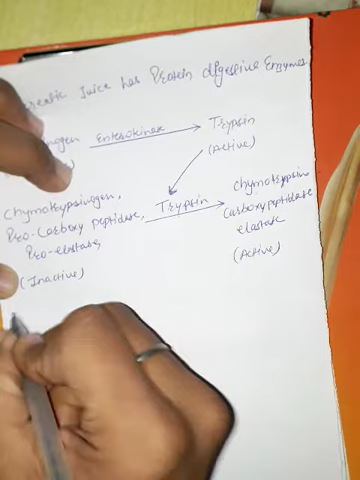 Juice has Protein digestive Enzymes
Enterokinase Trypsin
(Active)
Chymotrypsinogen, Trypsin chymotrypsin
Pro-Carboxy peptidase, Carboxypeptidase
Pro-elastase, elastase
(Inactive) (Active)